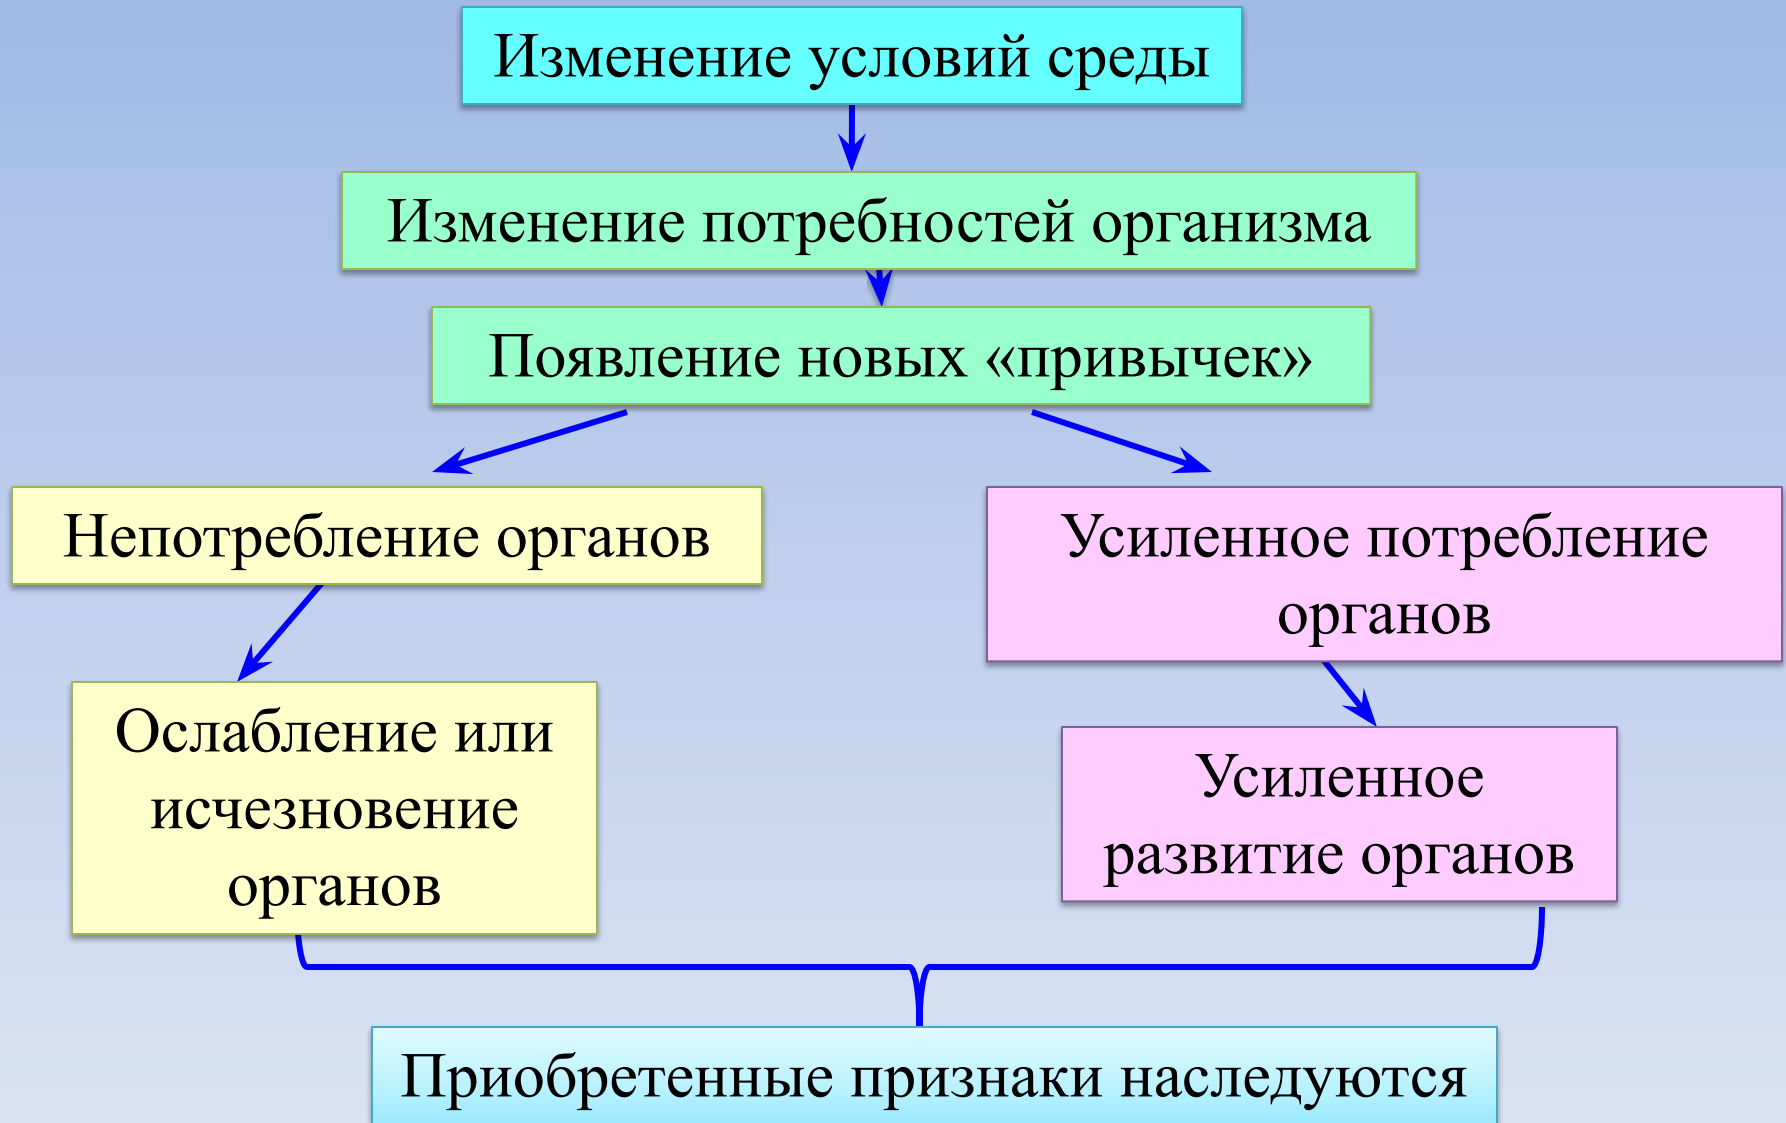 Изменение условий среды
Изменение потребностей организма
Появление новых «привычек»
Непотребление органов
Усиленное потребление
органов
Ослабление или
исчезновение
органов
Усиленное
развитие органов
Приобретенные признаки наследуются